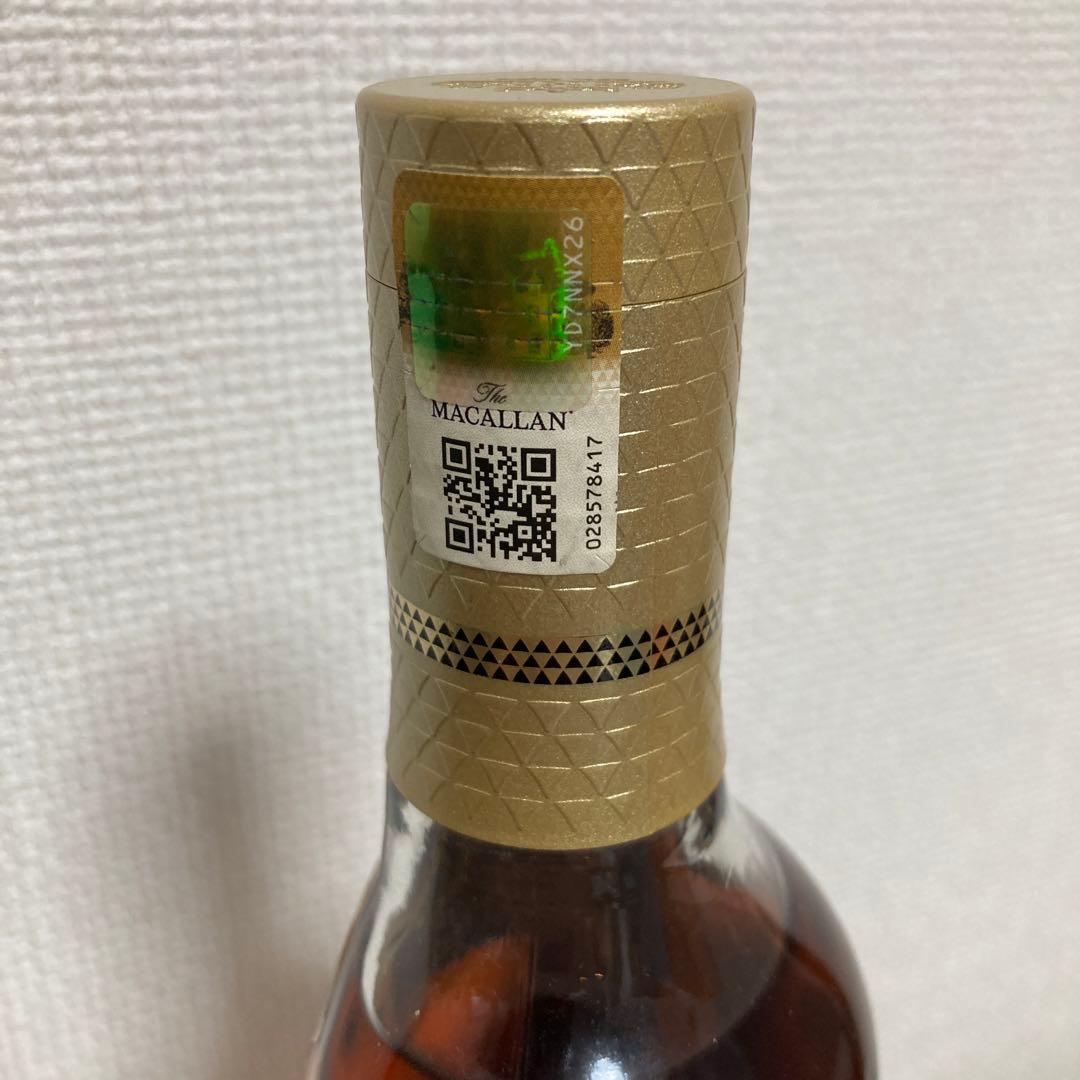 YD7NNX26
The
MACALLAN
028578417